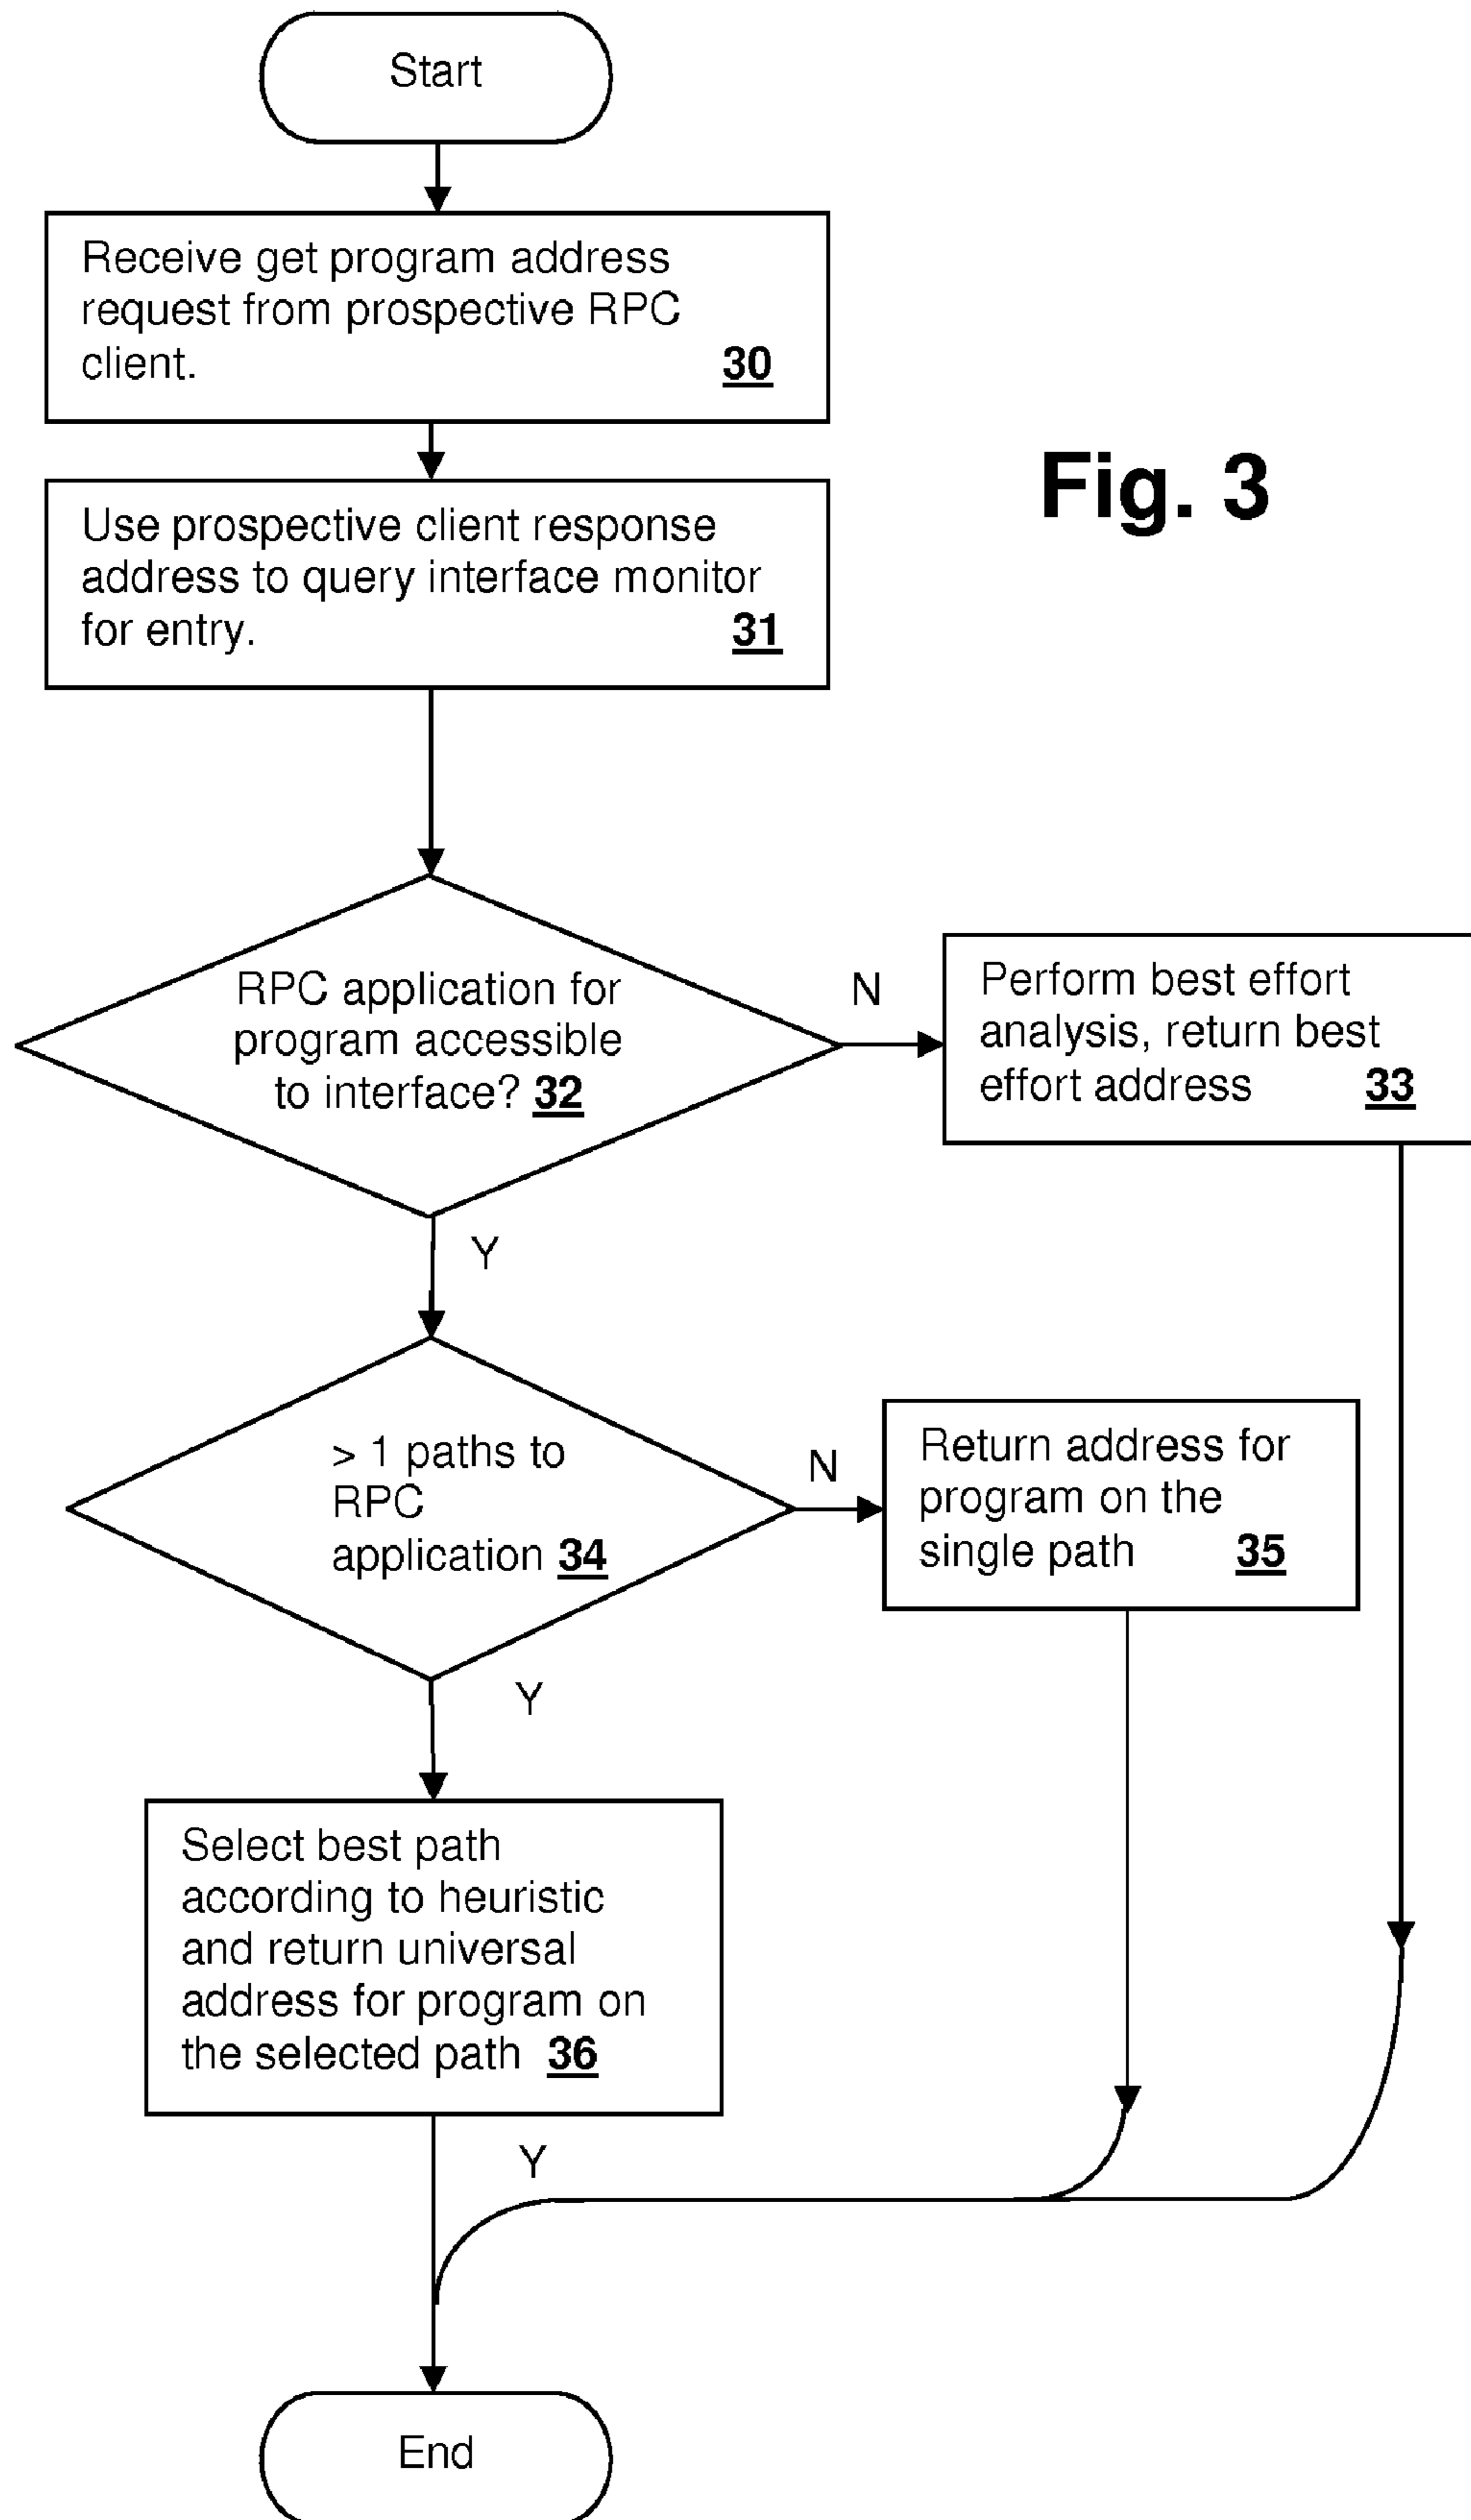 Start
Receive get program address
request from prospective RPC
client.
30
Fig. 3
Use prospective client response
address to query interface monitor
for entry.
31
RPC application for
program accessible
to interface? 32
N
Perform best effort
analysis, return best
effort address 33
Y
> 1 paths to
RPC
application 34
N
Return address for
program on the
single path 35
Y
Select best path
according to heuristic
and return universal
address for program on
the selected path 36
Y
End